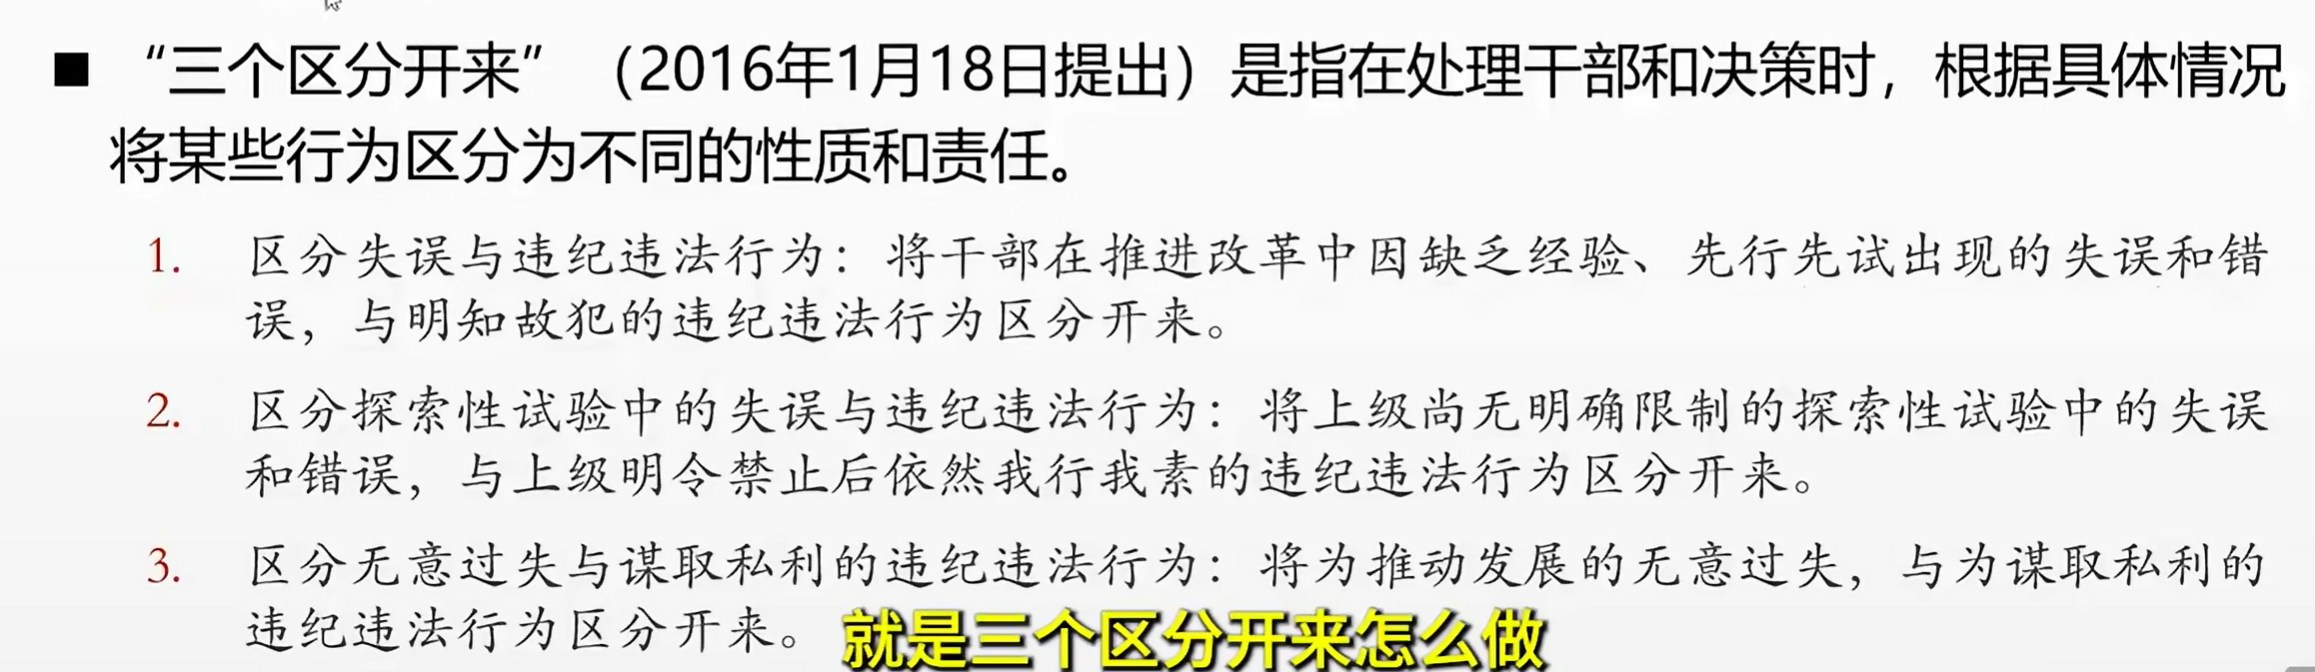 ■ “三个区分开来”（2016年1月18日提出）是指在处理干部和决策时，根据具体情况
将某些行为区分为不同的性质和责任。
1. 区分失误与违纪违法行为：将干部在推进改革中因缺乏经验、先行先试出现的失误和错
误，与明知故犯的违纪违法行为区分开来。
2. 区分探索性试验中的失误与违纪违法行为：将上级尚无明确限制的探索性试验中的失误
和错误，与上级明令禁止后依然我行我素的违纪违法行为区分开来。
3. 区分无意过失与谋取私利的违纪违法行为：将为推动发展的无意过失，与为谋取私利的
违纪违法行为区分开来。
就是三个区分开来怎么做